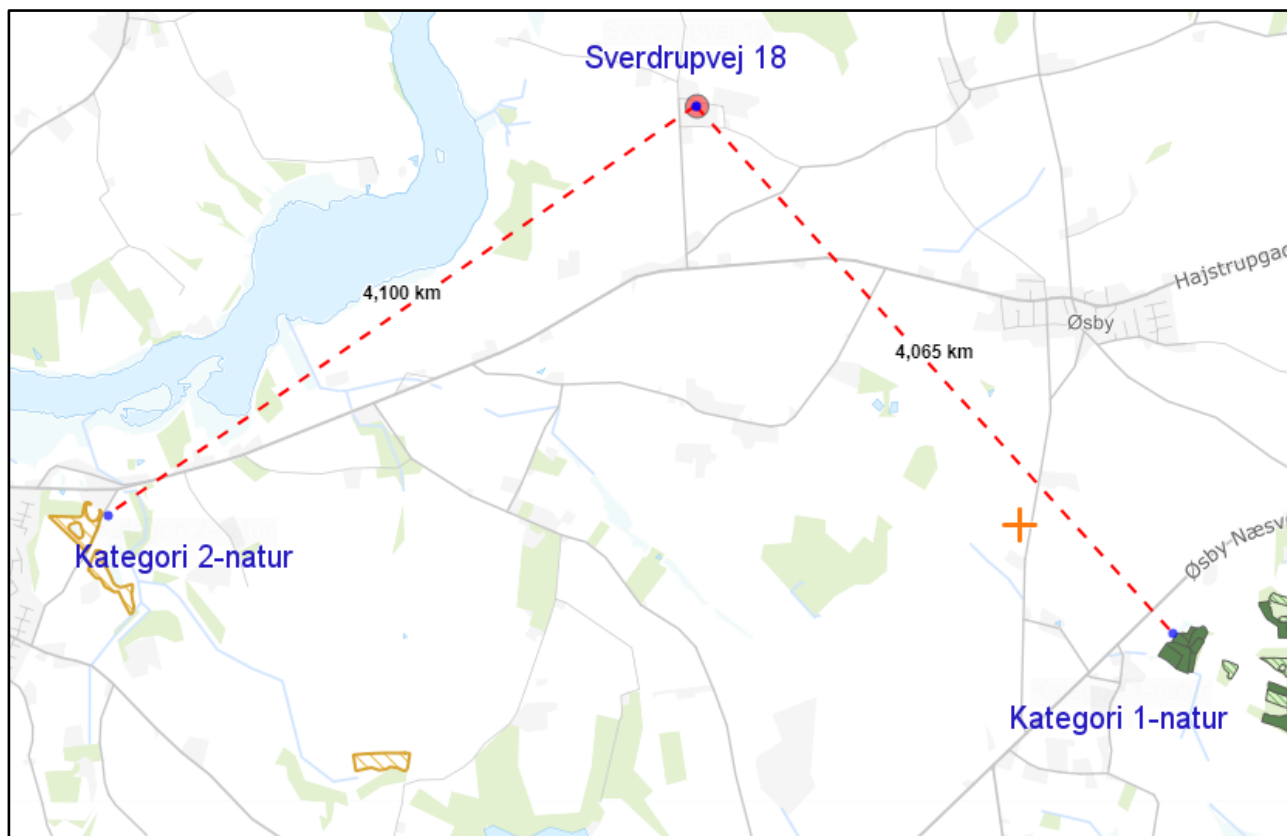 Sverdrupvej 18
Hajstrupgad
4,100 km
Øsby
4,065 km
Øsby-Næsv
Kategori 2-natur
Kategori 1-natur